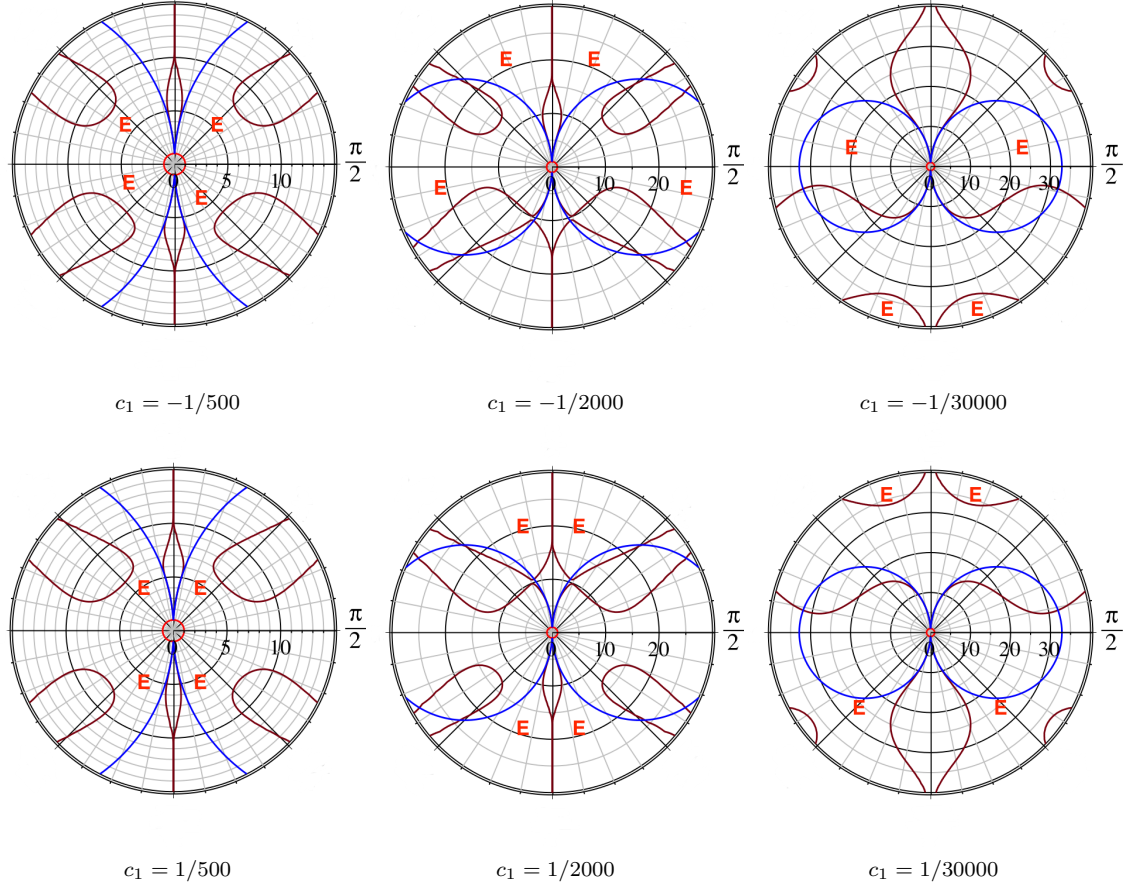 E E
E E
0 5 10
π/2
E E
E E
0 10 20
π/2
E E
E E
0 10 20 30
π/2
c₁ = −1/500
c₁ = −1/2000
c₁ = −1/30000
E E
E E
0 5 10
π/2
E E
E E
0 10 20
π/2
E E
E E
0 10 20 30
π/2
c₁ = 1/500
c₁ = 1/2000
c₁ = 1/30000